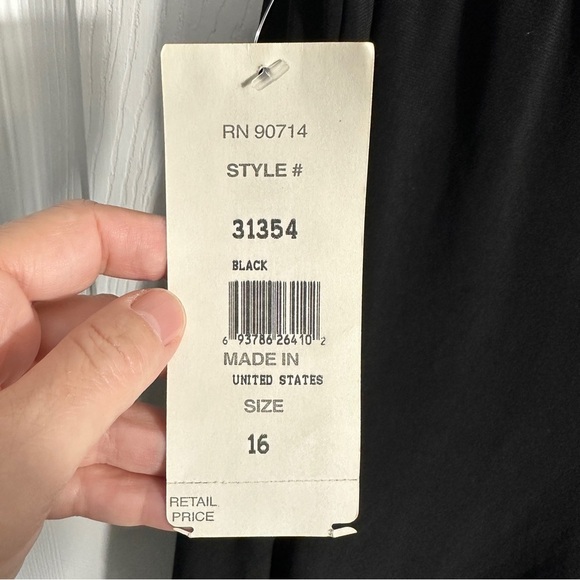 RN 90714
STYLE #
31354
BLACK
6 93786 26410 2
MADE IN
UNITED STATES
SIZE
16
RETAIL
PRICE